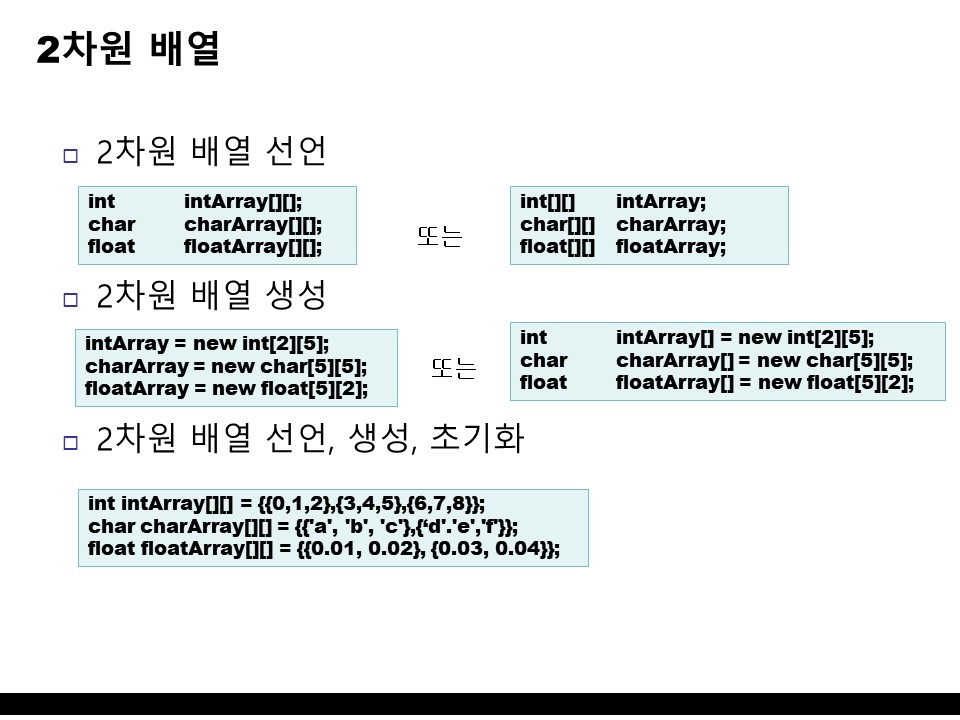 2차원 배열
2차원 배열 선언
int intArray[][];
char charArray[][];
float floatArray[][];
또는
int[][] intArray;
char[][] charArray;
float[][] floatArray;
2차원 배열 생성
intArray = new int[2][5];
charArray = new char[5][5];
floatArray = new float[5][2];
또는
int intArray[] = new int[2][5];
char charArray[] = new char[5][5];
float floatArray[] = new float[5][2];
2차원 배열 선언, 생성, 초기화
int intArray[][] = {{0,1,2},{3,4,5},{6,7,8}};
char charArray[][] = {{'a', 'b', 'c'},{‘d'.'e','f'}};
float floatArray[][] = {{0.01, 0.02}, {0.03, 0.04}};